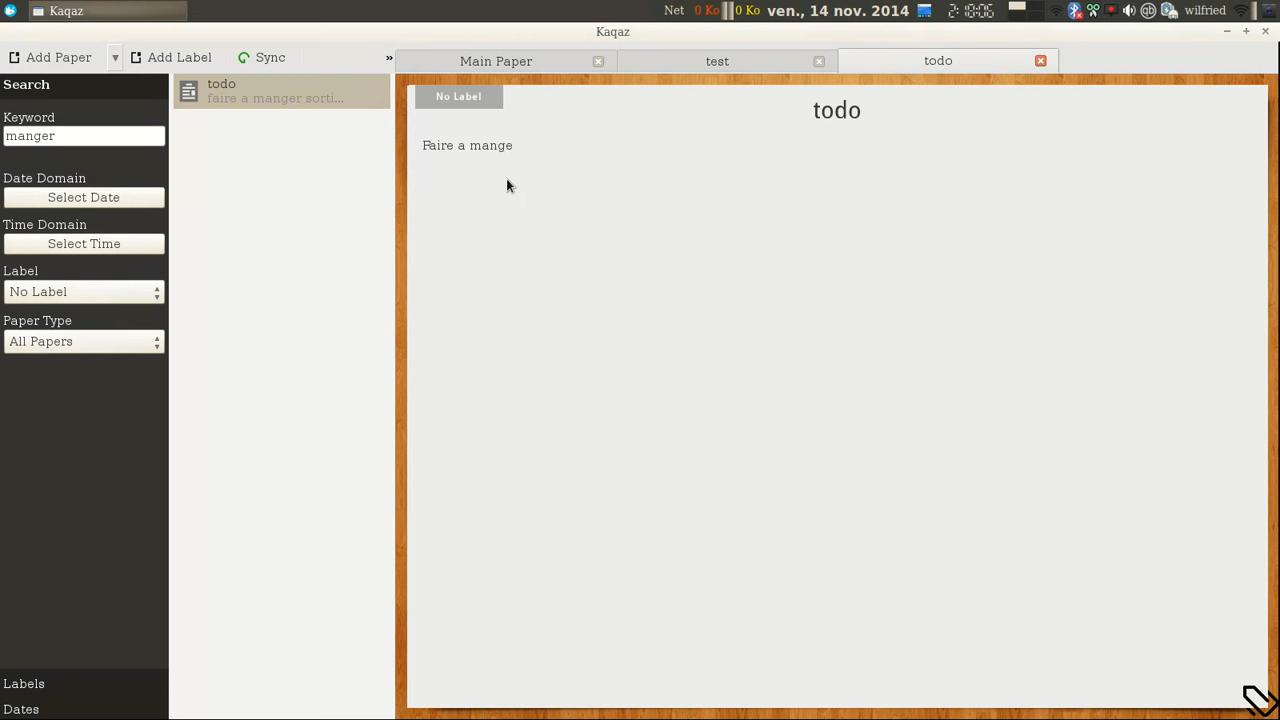 Kaqaz
Net 0 Ko 0 Ko ven., 14 nov. 2014 wilfried
Kaqaz
Add Paper
Add Label
Sync
»
Main Paper
test
todo
Search
Keyword
manger
Date Domain
Select Date
Time Domain
Select Time
Label
No Label
Paper Type
All Papers
Labels
Dates
todo
faire a manger sorti...
No Label
todo
Faire a mange